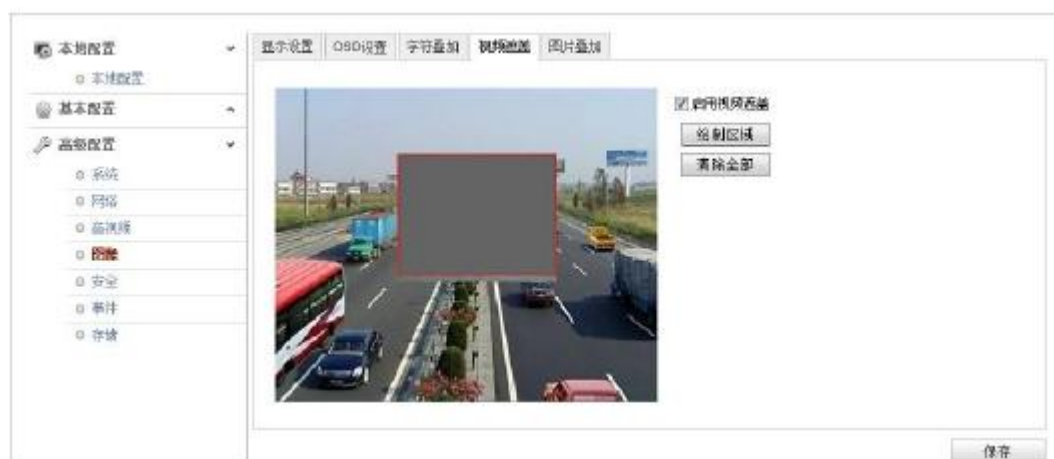 本地配置
本地配置
基本配置
高级配置
系统
网络
音视频
图像
安全
事件
存储
显示设置 OSD设置 字符叠加 视频遮盖 图片叠加
启用视频遮盖
绘制区域
清除全部
保存